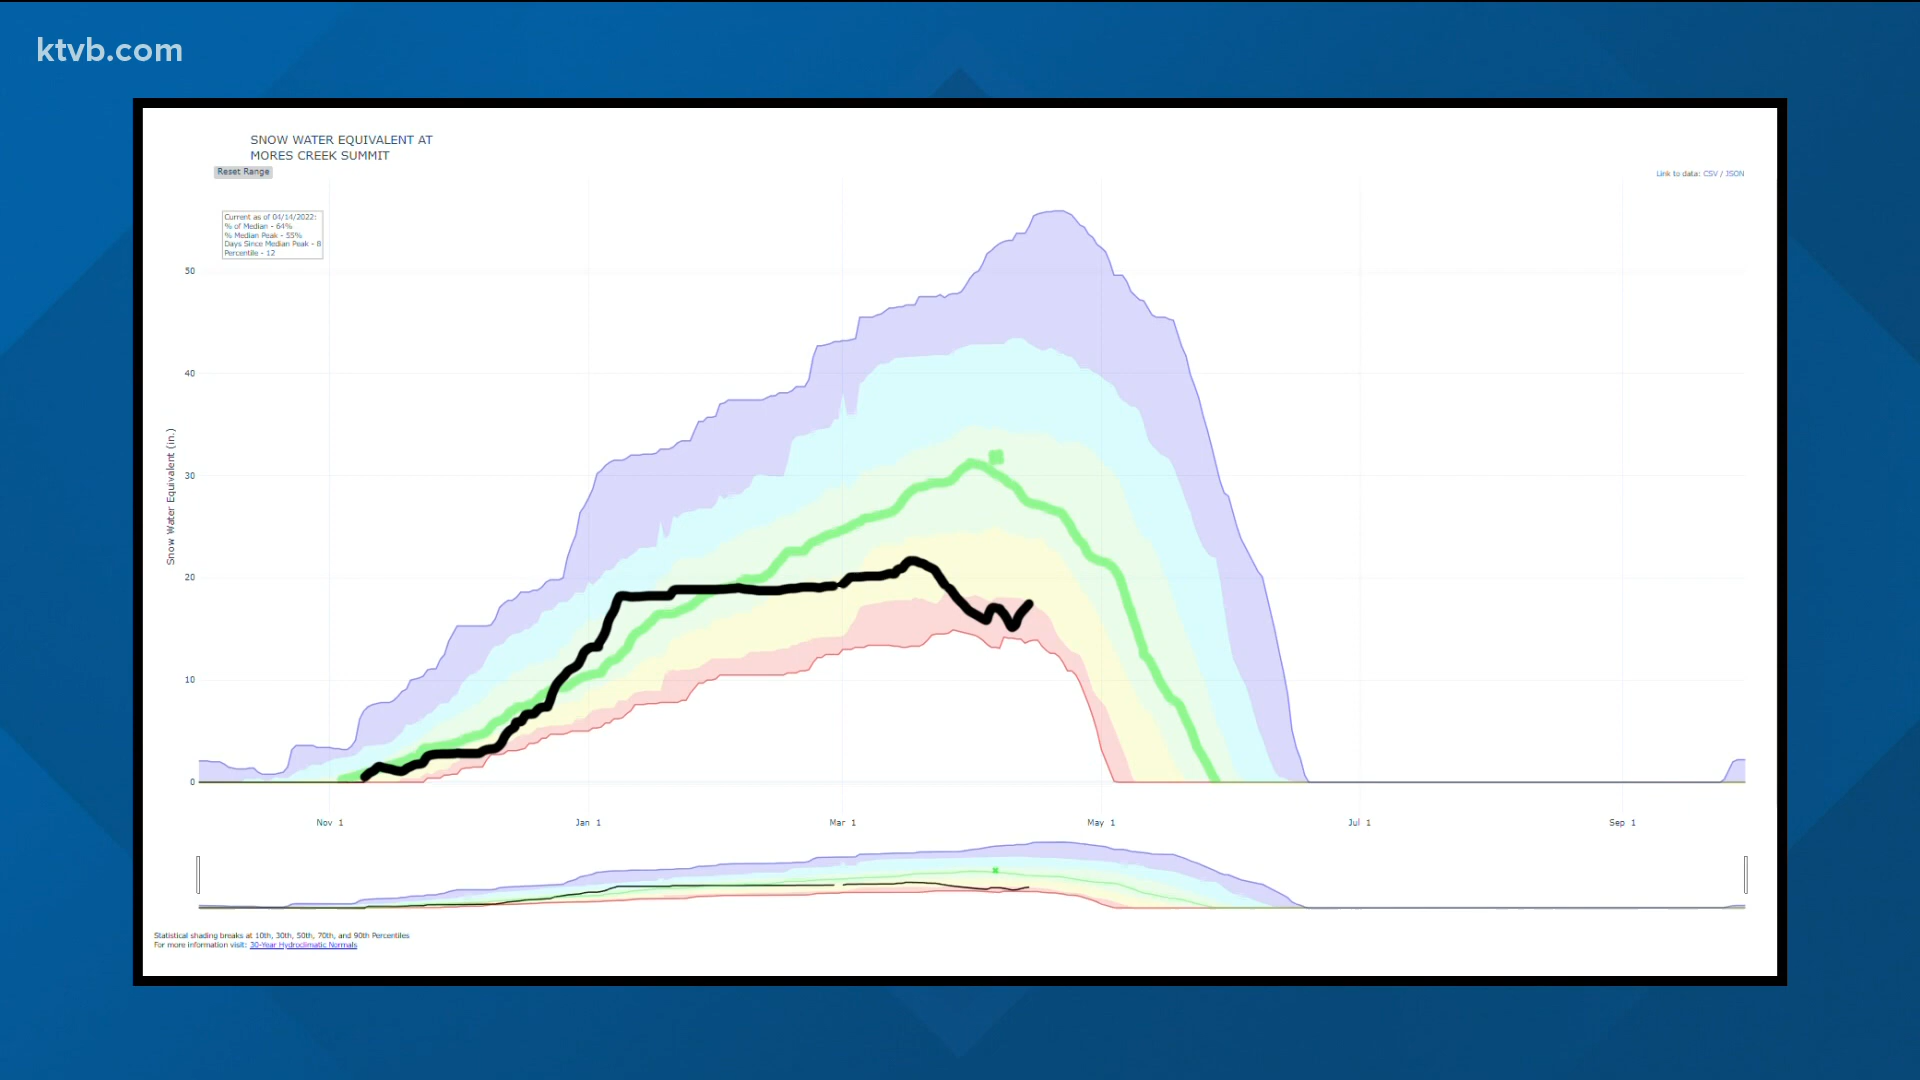 ktvb.com
SNOW WATER EQUIVALENT AT
MORES CREEK SUMMIT
Reset Range
Link to data: CSV / JSON
Current as of 04/14/2022:
% of Median - 64%
% Median Peak - 55%
Days Since Median Peak - 8
Percentile - 12
Snow Water Equivalent (in.)
50
40
30
20
10
0
Nov 1
Jan 1
Mar 1
May 1
Jul 1
Sep 1
Statistical shading breaks at 10th, 30th, 50th, 70th, and 90th Percentiles
For more information visit: 30-Year Hydroclimatic Normals